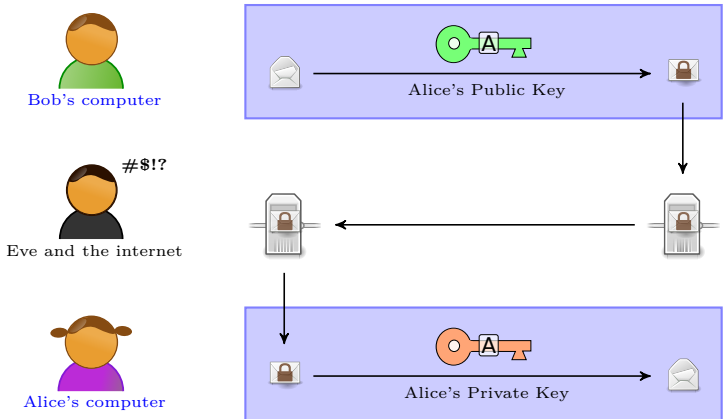 A
Alice's Public Key
Bob's computer
#$!?
Eve and the internet
A
Alice's Private Key
Alice's computer